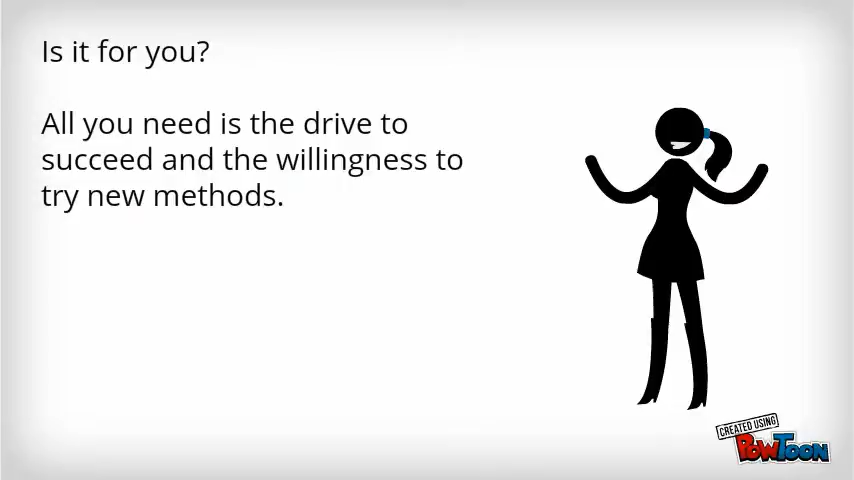 Is it for you?
All you need is the drive to
succeed and the willingness to
try new methods.
CREATED USING
POWTOON